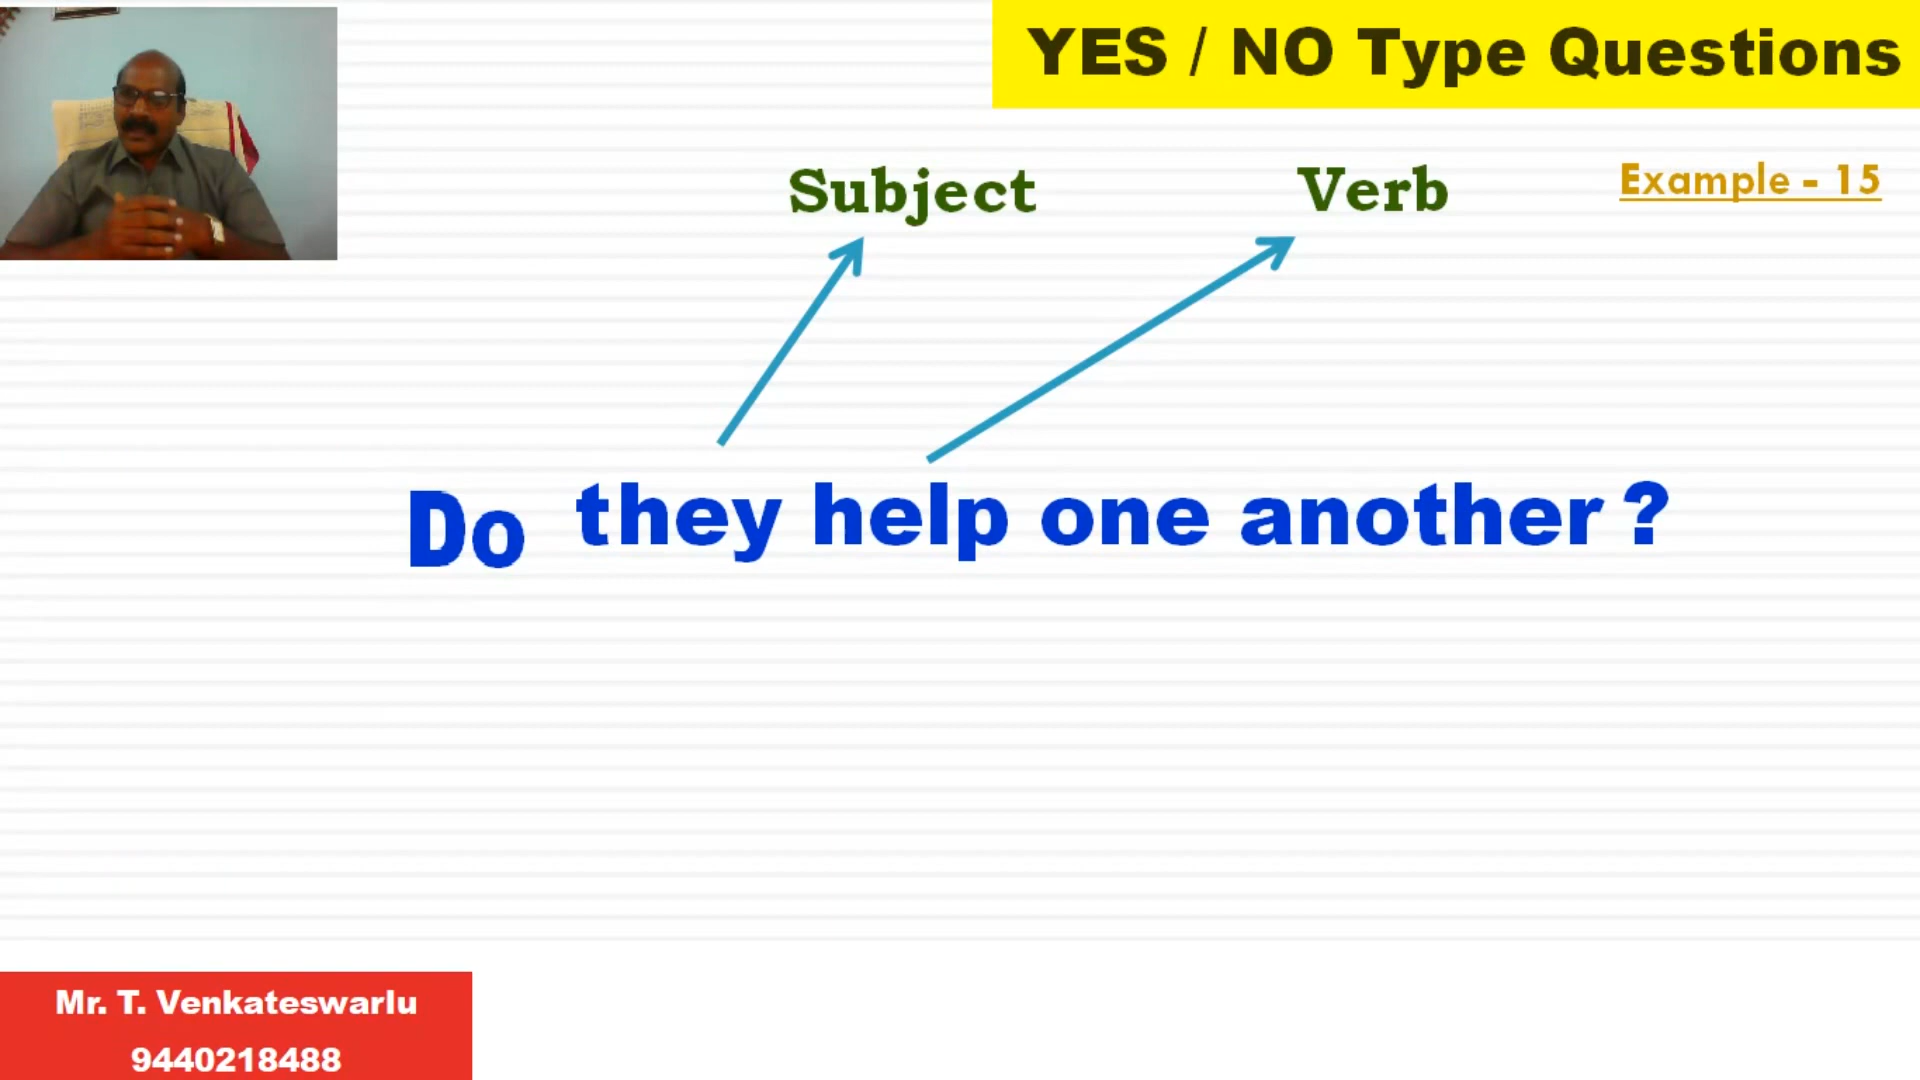 YES / NO Type Questions
Subject Verb Example - 15
Do they help one another ?
Mr. T. Venkateswarlu
9440218488